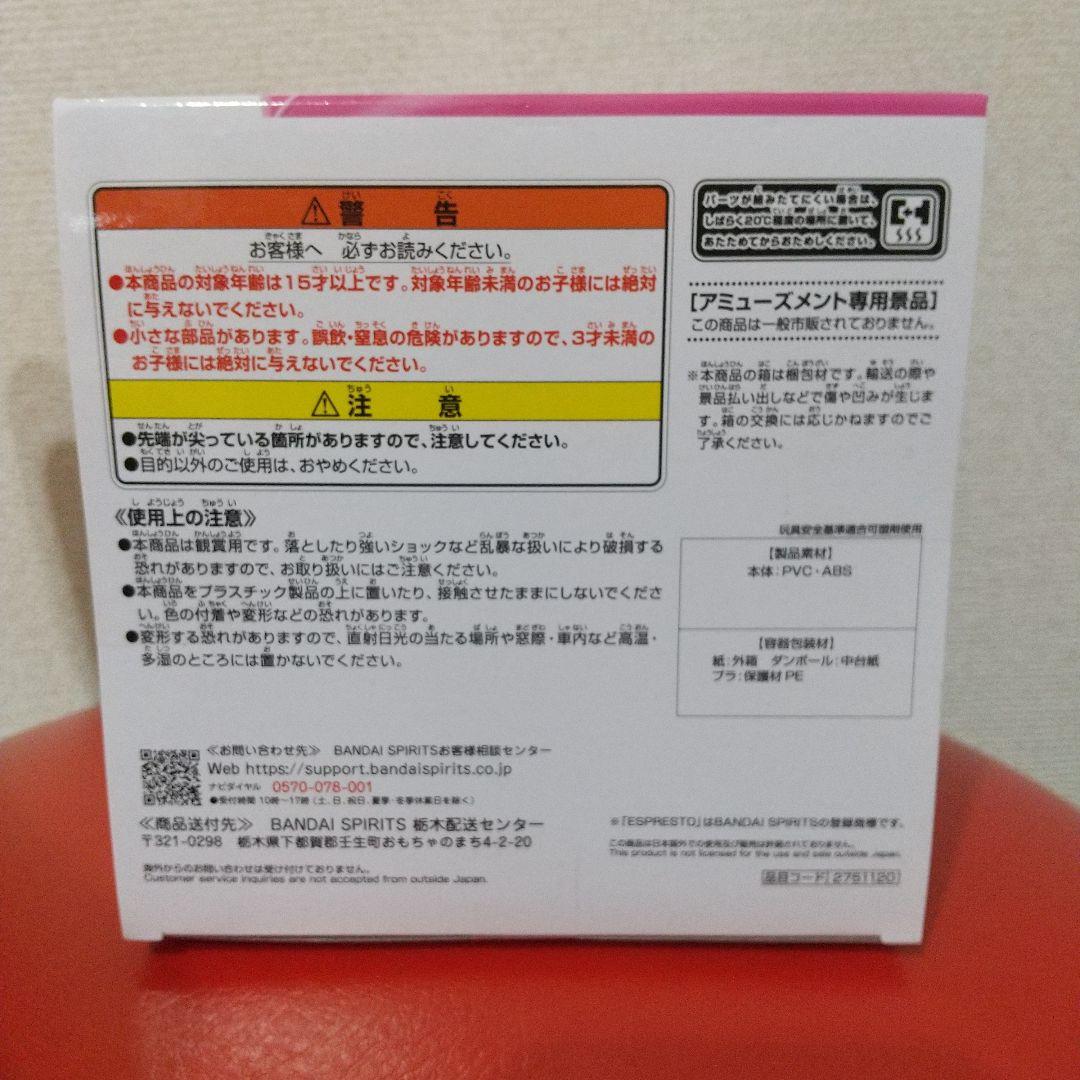 ⚠警告
お客様へ 必ずお読みください。
●本商品の対象年齢は15才以上です。対象年齢未満のお子様には絶対
に与えないでください。
●小さな部品があります。誤飲・窒息の危険がありますので、3才未満の
お子様には絶対に与えないでください。
⚠注意
●先端が尖っている箇所がありますので、注意してください。
●目的以外のご使用は、おやめください。
《使用上の注意》
●本商品は観賞用です。落としたり強いショックなど乱暴な扱いにより破損する
恐れがありますので、お取り扱いにはご注意ください。
●本商品をプラスチック製品の上に置いたり、接触させたままにしないでくださ
い。色の付着や変形などの恐れがあります。
●変形する恐れがありますので、直射日光の当たる場所や窓際・車内など高温・
多湿のところには置かないでください。
パーツが組みたてにくい場合は、
しばらく20℃程度の場所に置いて、
あたためてからおためしください。
[アミューズメント専用景品]
この商品は一般市販されておりません。
※本商品の箱は梱包材です。輸送の際や
景品払い出しなどで傷や凹みが生じま
す。箱の交換には応じかねますのでご
了承ください。
玩具安全基準適合可塑剤使用
【製品素材】
本体:PVC・ABS
【容器包装材】
紙:外箱 ダンボール:中台紙
プラ:保護材PE
≪お問い合わせ先≫ BANDAI SPIRITSお客様相談センター
Web https://support.bandaispirits.co.jp
ナビダイヤル 0570-078-001
●受付時間 10時〜17時(土、日、祝日、夏季・冬季休業日を除く)
≪商品送付先≫ BANDAI SPIRITS 栃木配送センター
〒321-0298 栃木県下都賀郡壬生町おもちゃのまち4-2-20
海外からのお問い合わせは受け付けておりません。
Customer service inquiries are not accepted from outside Japan.
※「ESPRESTO」はBANDAI SPIRITSの登録商標です。
この商品は日本国外での使用及び販売は許諾されておりません。
This product is not licensed for the use and sale outside Japan.
品目コード[2751120]